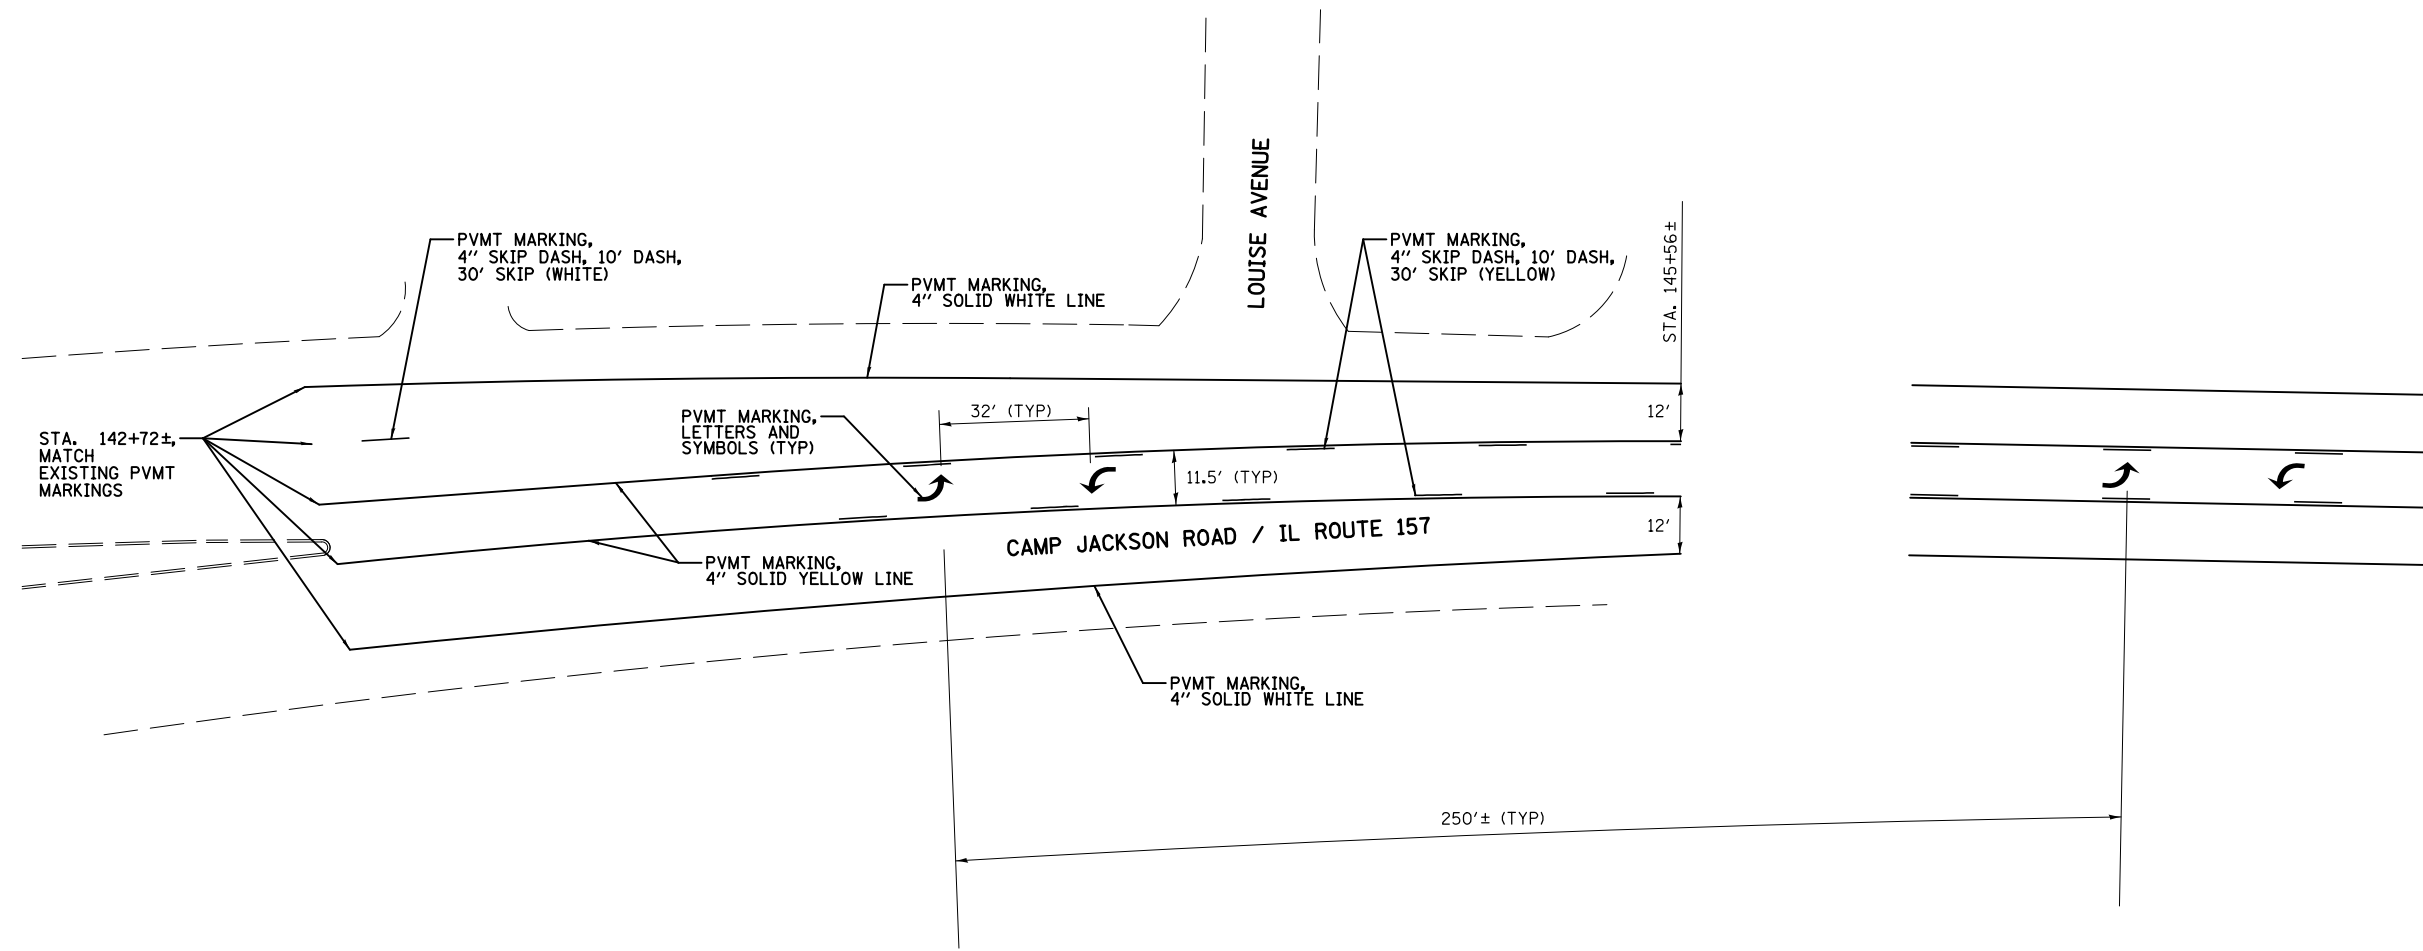 LOUISE AVENUE
PVMT MARKING,
4" SKIP DASH, 10' DASH,
30' SKIP (WHITE)
PVMT MARKING,
4" SOLID WHITE LINE
PVMT MARKING,
4" SKIP DASH, 10' DASH,
30' SKIP (YELLOW)
STA. 145+56±
STA. 142+72±,
MATCH
EXISTING PVMT
MARKINGS
PVMT MARKING,
LETTERS AND
SYMBOLS (TYP)
32' (TYP)
12'
11.5' (TYP)
12'
CAMP JACKSON ROAD / IL ROUTE 157
PVMT MARKING,
4" SOLID YELLOW LINE
PVMT MARKING,
4" SOLID WHITE LINE
250'± (TYP)